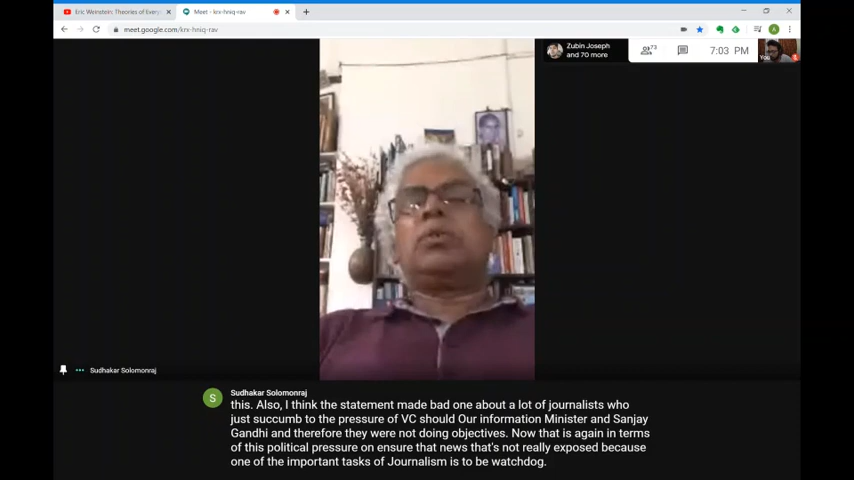 Eric Weinstein: Theories of Every
Meet - krv-hniq-rav
meet.google.com/krv-hniq-rav
Zubin Joseph
and 70 more
73
7:03 PM
You
Sudhakar Solomonraj
S
Sudhakar Solomonraj
this. Also, I think the statement made bad one about a lot of journalists who
just succumb to the pressure of VC should Our information Minister and Sanjay
Gandhi and therefore they were not doing objectives. Now that is again in terms
of this political pressure on ensure that news that's not really exposed because
one of the important tasks of Journalism is to be watchdog.